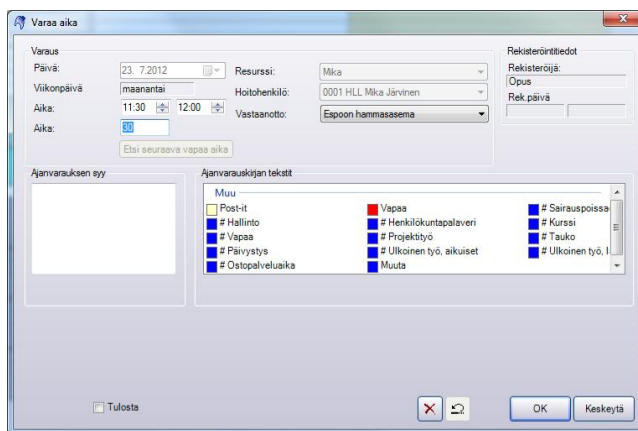 Varaa aika
Varaus
Päivä: 23. 7.2012
Viikonpäivä maanantai
Aika: 11:30 12:00
Aika: 30
Etsi seuraava vapaa aika
Resurssi: Mika
Hoitohenkilö: 0001 HLL Mika Järvinen
Vastaanotto: Espoon hammasasema
Rekisteröintitiedot
Rekisteröijä:
Opus
Rek.päivä
Ajanvarauksen syy
Ajanvarauskirjan tekstit
Muu
Post-it Vapaa # Sairauspoissa
# Hallinto # Henkilökuntapalaveri # Kurssi
# Vapaa # Projektityö # Tauko
# Päivystys # Ulkoinen työ, aikuiset # Ulkoinen työ, l
# Ostopalveluaika Muuta
Tulosta
OK Keskeytä